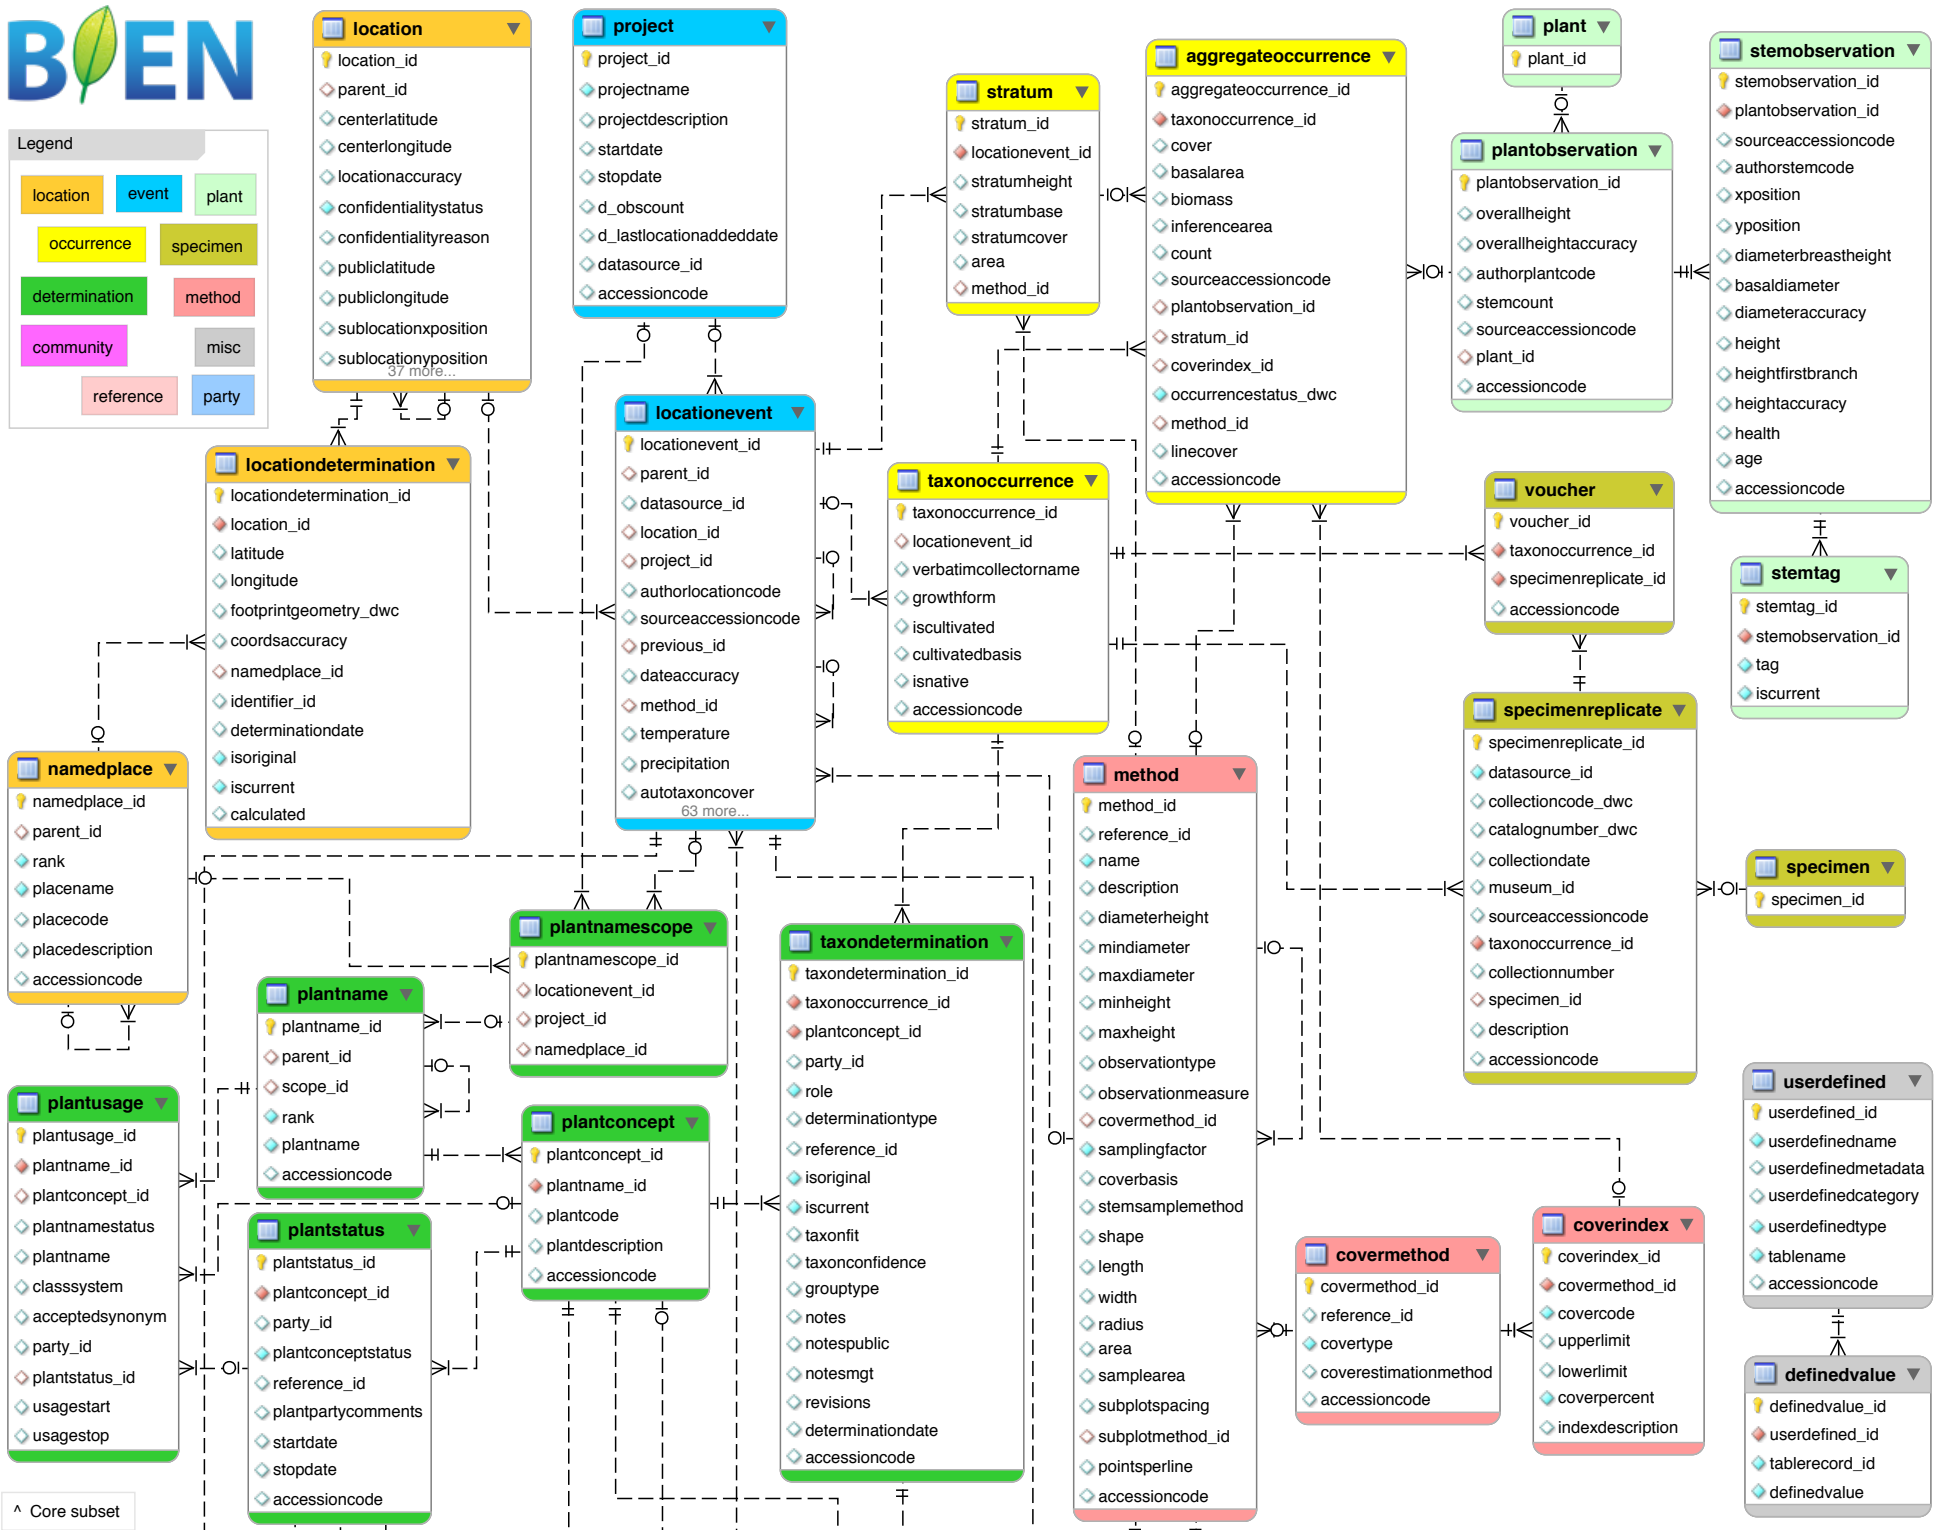 BIEN
Legend
location
event
plant
occurrence
specimen
determination
method
community
misc
reference
party
location
location_id
parent_id
centerlatitude
centerlongitude
locationaccuracy
confidentialitystatus
confidentialityreason
publiclatitude
publiclongitude
sublocationxposition
sublocationyposition
37 more...
project
project_id
projectname
projectdescription
startdate
stopdate
d_obscount
d_lastlocationaddeddate
datasource_id
accessioncode
stratum
stratum_id
locationevent_id
stratumheight
stratumbase
stratumcover
area
method_id
aggregateoccurrence
aggregateoccurrence_id
taxonoccurrence_id
cover
basalarea
biomass
inferencearea
count
sourceaccessioncode
plantobservation_id
stratum_id
coverindex_id
occurrencestatus_dwc
method_id
linecover
accessioncode
plant
plant_id
plantobservation
plantobservation_id
overallheight
overallheightaccuracy
authorplantcode
stemcount
sourceaccessioncode
plant_id
accessioncode
stemobservation
stemobservation_id
plantobservation_id
sourceaccessioncode
authorstemcode
xposition
yposition
diameterbreastheight
basaldiameter
diameteraccuracy
height
heightfirstbranch
heightaccuracy
health
age
accessioncode
locationdetermination
locationdetermination_id
location_id
latitude
longitude
footprintgeometry_dwc
coordsaccuracy
namedplace_id
identifier_id
determinationdate
isoriginal
iscurrent
calculated
locationevent
locationevent_id
parent_id
datasource_id
location_id
project_id
authorlocationcode
sourceaccessioncode
previous_id
dateaccuracy
method_id
temperature
precipitation
autotaxoncover
63 more...
taxonoccurrence
taxonoccurrence_id
locationevent_id
verbatimcollectorname
growthform
iscultivated
cultivatedbasis
isnative
accessioncode
voucher
voucher_id
taxonoccurrence_id
specimenreplicate_id
accessioncode
stemtag
stemtag_id
stemobservation_id
tag
iscurrent
namedplace
namedplace_id
parent_id
rank
placename
placecode
placedescription
accessioncode
method
method_id
reference_id
name
description
diameterheight
mindiameter
maxdiameter
minheight
maxheight
observationtype
observationmeasure
covermethod_id
samplingfactor
coverbasis
stemsamplemethod
shape
length
width
radius
area
samplearea
subplotspacing
subplotmethod_id
pointsperline
accessioncode
specimenreplicate
specimenreplicate_id
datasource_id
collectioncode_dwc
catalognumber_dwc
collectiondate
museum_id
sourceaccessioncode
taxonoccurrence_id
collectionnumber
specimen_id
description
accessioncode
specimen
specimen_id
plantnamescope
plantnamescope_id
locationevent_id
project_id
namedplace_id
taxondetermination
taxondetermination_id
taxonoccurrence_id
plantconcept_id
party_id
role
determinationtype
reference_id
isoriginal
iscurrent
taxonfit
taxonconfidence
grouptype
notes
notespublic
notesmgt
revisions
determinationdate
accessioncode
plantname
plantname_id
parent_id
scope_id
rank
plantname
accessioncode
plantusage
plantusage_id
plantname_id
plantconcept_id
plantnamestatus
plantname
classsystem
acceptedsynonym
party_id
plantstatus_id
usagestart
usagestop
plantconcept
plantconcept_id
plantname_id
plantcode
plantdescription
accessioncode
plantstatus
plantstatus_id
plantconcept_id
party_id
plantconceptstatus
reference_id
plantpartycomments
startdate
stopdate
accessioncode
covermethod
covermethod_id
reference_id
covertype
coverestimationmethod
accessioncode
coverindex
coverindex_id
covermethod_id
covercode
upperlimit
lowerlimit
coverpercent
indexdescription
userdefined
userdefined_id
userdefinedname
userdefinedmetadata
userdefinedcategory
userdefinedtype
tablename
accessioncode
definedvalue
definedvalue_id
userdefined_id
tablerecord_id
definedvalue
^ Core subset